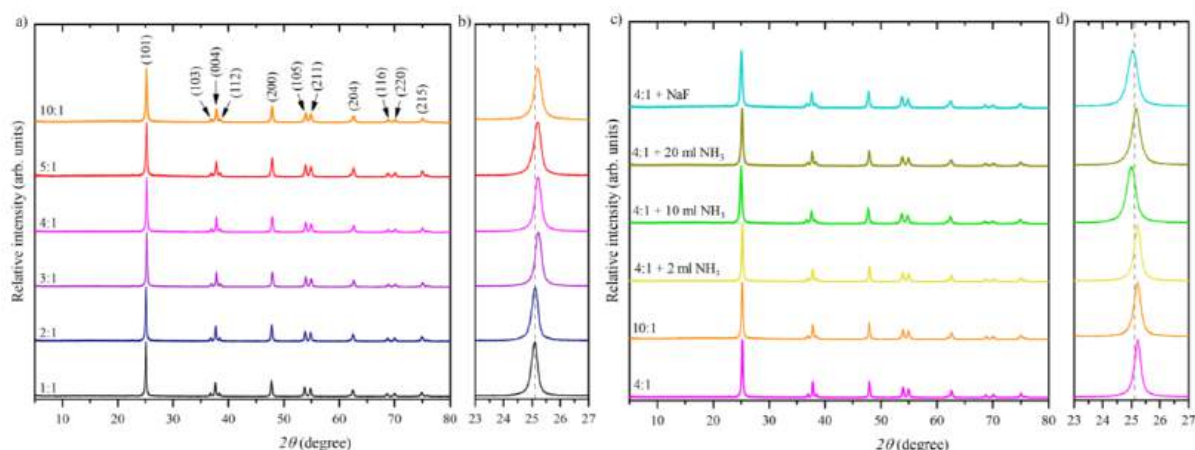 a)
Relative intensity (arb. units)
(101)
(103)
(004)
(112)
(200)
(105)
(211)
(204)
(116)
(220)
(215)
10:1
5:1
4:1
3:1
2:1
1:1
10 20 30 40 50 60 70 80
2θ (degree)
b)
23 24 25 26 27
c)
Relative intensity (arb. units)
4:1 + NaF
4:1 + 20 ml NH3
4:1 + 10 ml NH3
4:1 + 2 ml NH3
10:1
4:1
10 20 30 40 50 60 70 80
2θ (degree)
d)
23 24 25 26 27